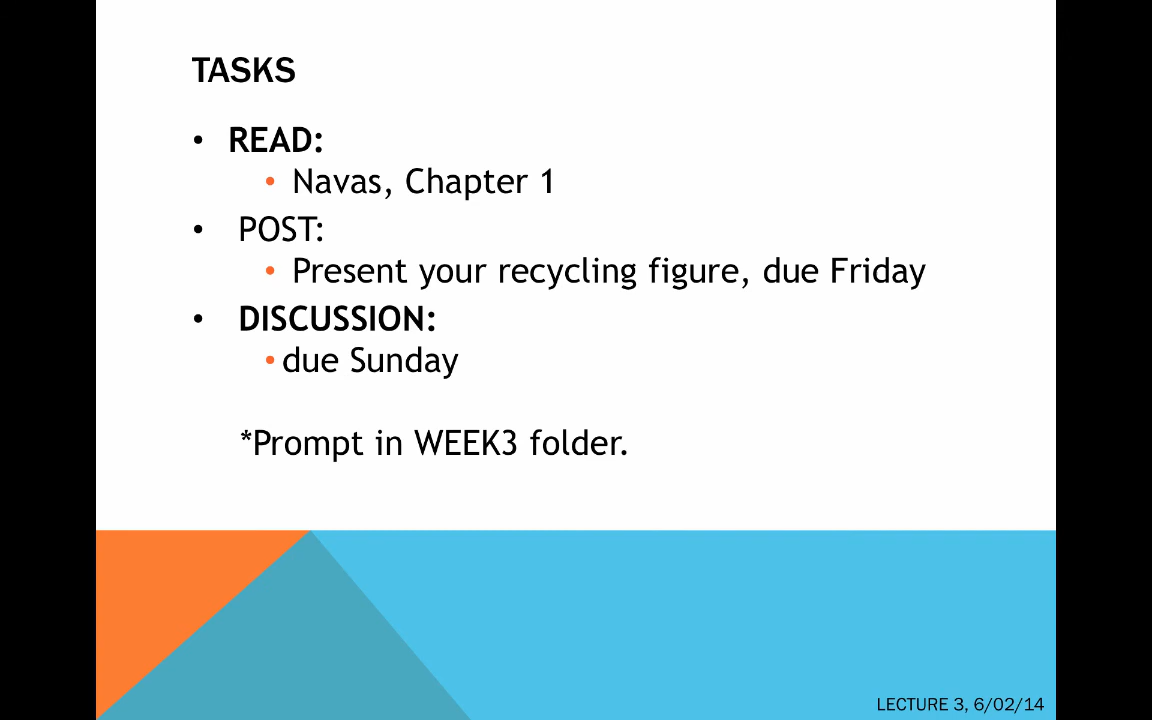 TASKS
• READ:
• Navas, Chapter 1
• POST:
• Present your recycling figure, due Friday
• DISCUSSION:
• due Sunday
*Prompt in WEEK3 folder.
LECTURE 3, 6/02/14